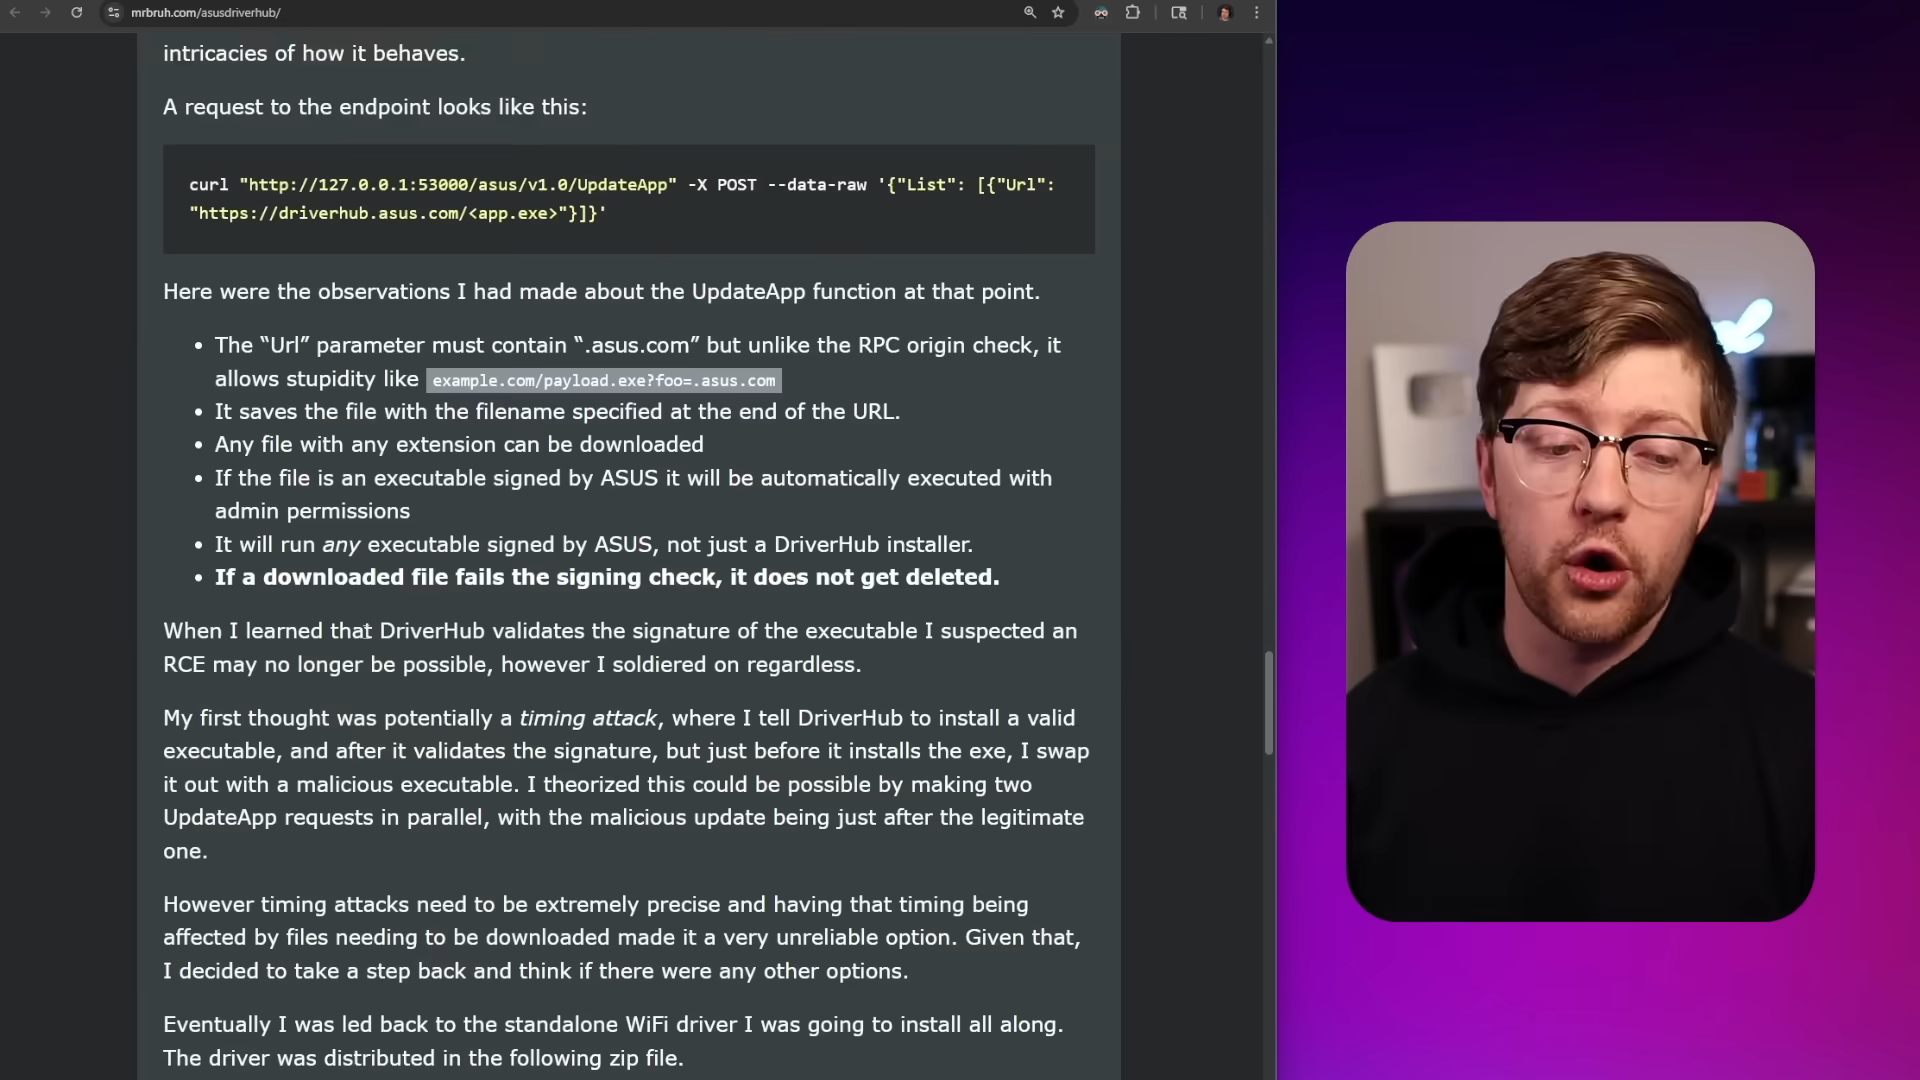 mrbruh.com/asusdriverhub/
intricacies of how it behaves.
A request to the endpoint looks like this:
curl "http://127.0.0.1:53000/asus/v1.0/UpdateApp" -X POST --data-raw '{"List": [{"Url":
"https://driverhub.asus.com/<app.exe>"}]}'
Here were the observations I had made about the UpdateApp function at that point.
• The “Url” parameter must contain “.asus.com” but unlike the RPC origin check, it
allows stupidity like example.com/payload.exe?foo=.asus.com
• It saves the file with the filename specified at the end of the URL.
• Any file with any extension can be downloaded
• If the file is an executable signed by ASUS it will be automatically executed with
admin permissions
• It will run any executable signed by ASUS, not just a DriverHub installer.
• If a downloaded file fails the signing check, it does not get deleted.
When I learned that DriverHub validates the signature of the executable I suspected an
RCE may no longer be possible, however I soldiered on regardless.
My first thought was potentially a timing attack, where I tell DriverHub to install a valid
executable, and after it validates the signature, but just before it installs the exe, I swap
it out with a malicious executable. I theorized this could be possible by making two
UpdateApp requests in parallel, with the malicious update being just after the legitimate
one.
However timing attacks need to be extremely precise and having that timing being
affected by files needing to be downloaded made it a very unreliable option. Given that,
I decided to take a step back and think if there were any other options.
Eventually I was led back to the standalone WiFi driver I was going to install all along.
The driver was distributed in the following zip file.